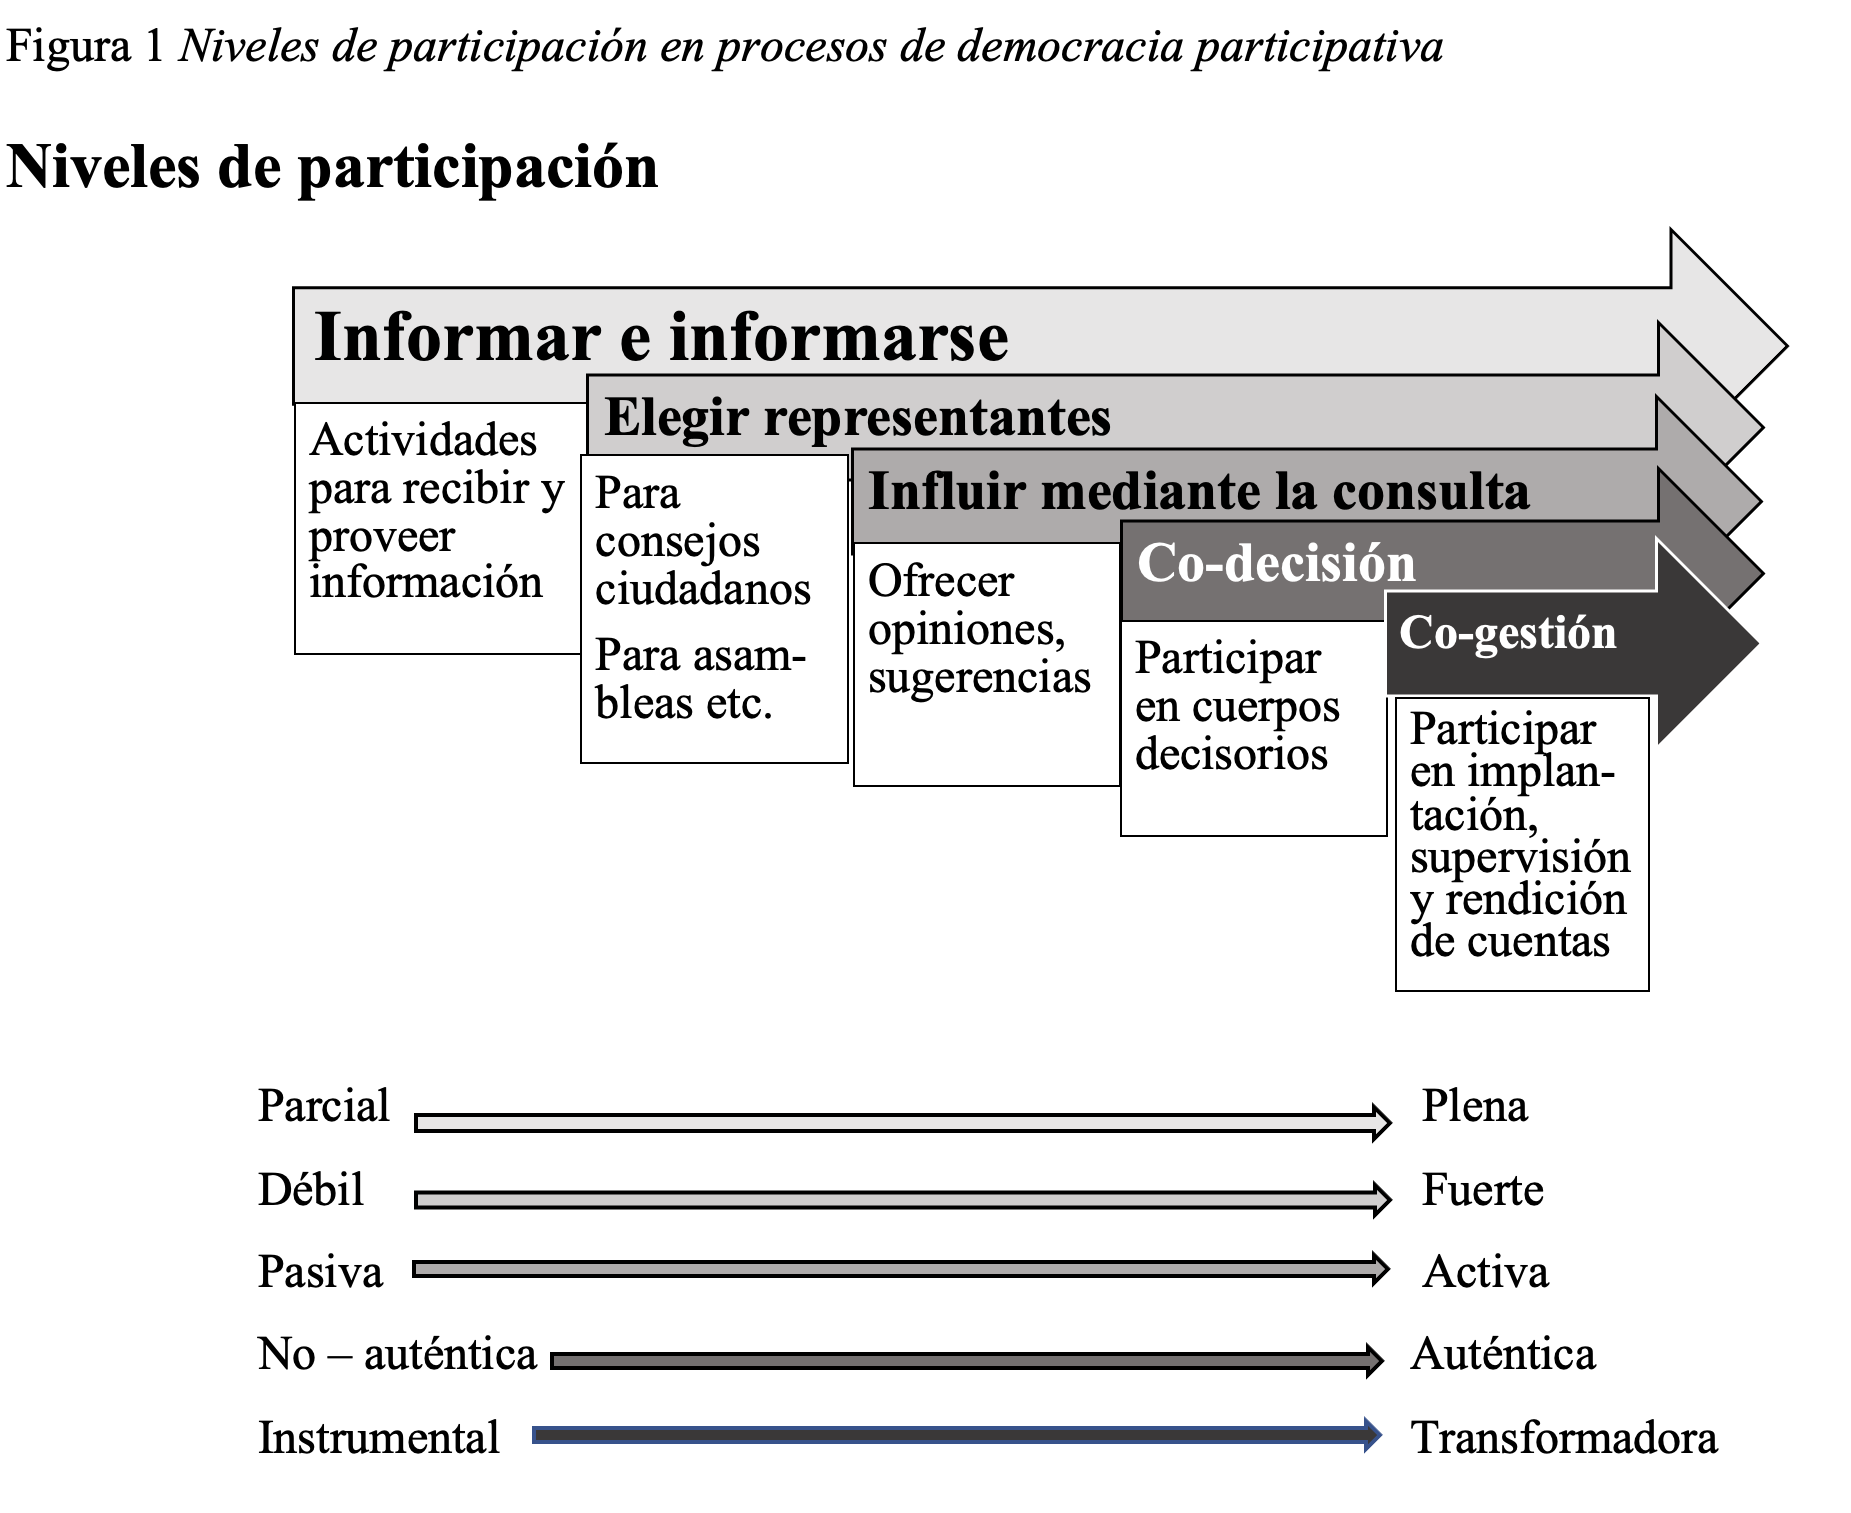 Figura 1 Niveles de participación en procesos de democracia participativa
Niveles de participación
Informar e informarse
Actividades
para recibir y
proveer
información
Elegir representantes
Para
consejos
ciudadanos
Para asam-
bleas etc.
Influir mediante la consulta
Ofrecer
opiniones,
sugerencias
Co-decisión
Participar
en cuerpos
decisorios
Co-gestión
Participar
en implan-
tación,
supervisión
y rendición
de cuentas
Parcial Plena
Débil Fuerte
Pasiva Activa
No – auténtica Auténtica
Instrumental Transformadora